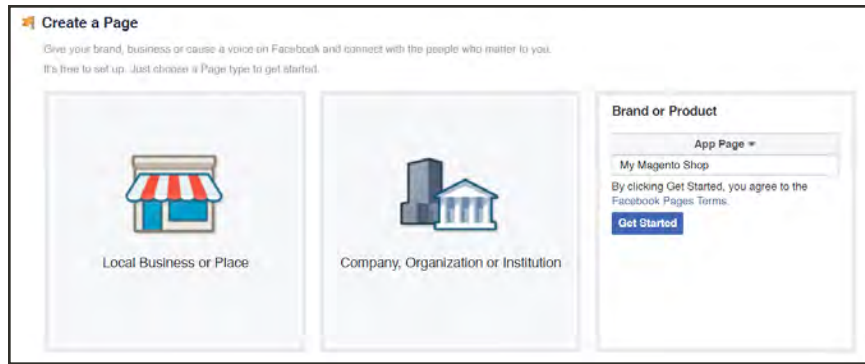 Create a Page
Give your brand, business or cause a voice on Facebook and connect with the people who matter to you.
It's free to set up. Just choose a Page type to get started.
Local Business or Place
Company, Organization or Institution
Brand or Product
App Page
My Magento Shop
By clicking Get Started, you agree to the
Facebook Pages Terms.
Get Started